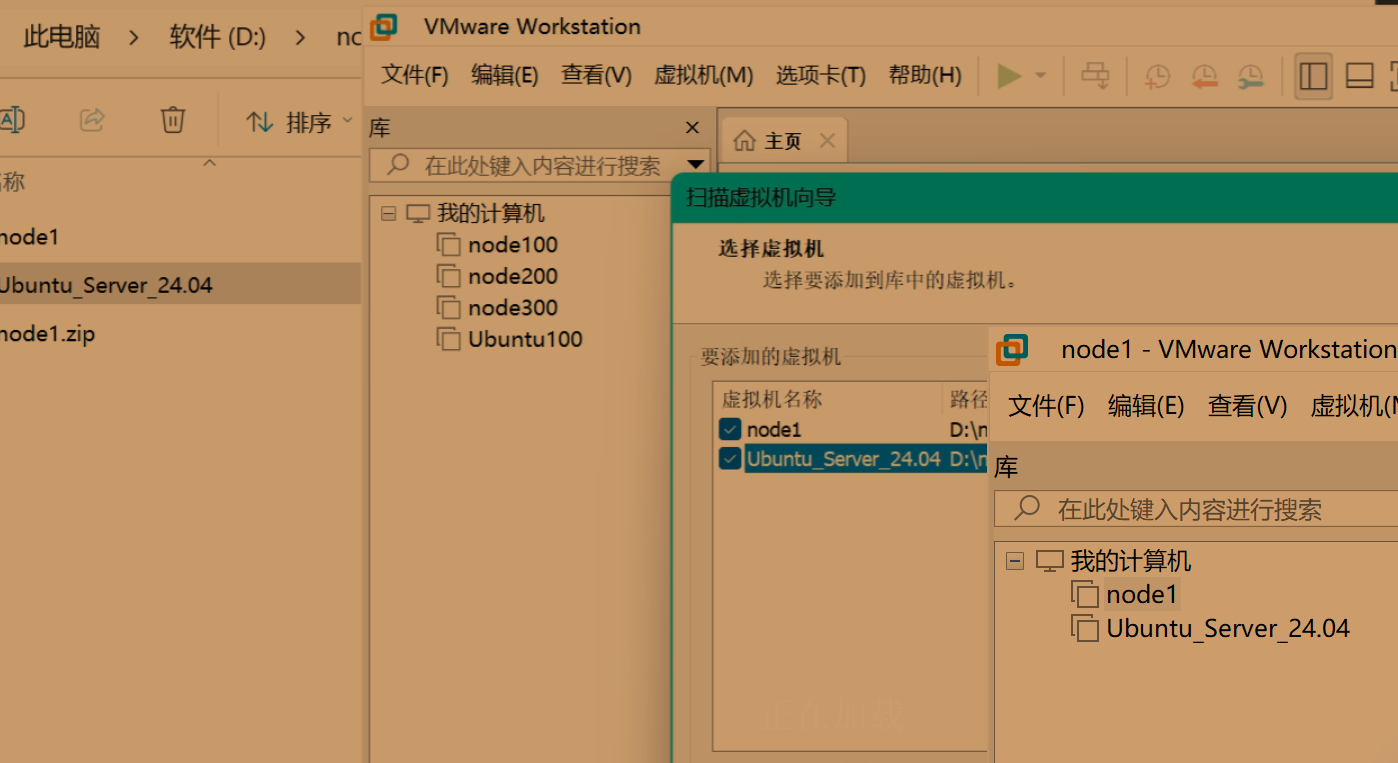 此电脑 > 软件 (D:) >
排序
名称
node1
Ubuntu_Server_24.04
node1.zip
VMware Workstation
文件(F) 编辑(E) 查看(V) 虚拟机(M) 选项卡(T) 帮助(H)
库
在此处键入内容进行搜索
我的计算机
node100
node200
node300
Ubuntu100
主页
扫描虚拟机向导
选择虚拟机
选择要添加到库中的虚拟机。
要添加的虚拟机
虚拟机名称 路径
node1 D:\n
Ubuntu_Server_24.04 D:\n
正在加载
node1 - VMware Workstation
文件(F) 编辑(E) 查看(V) 虚拟机(M
库
在此处键入内容进行搜索
我的计算机
node1
Ubuntu_Server_24.04